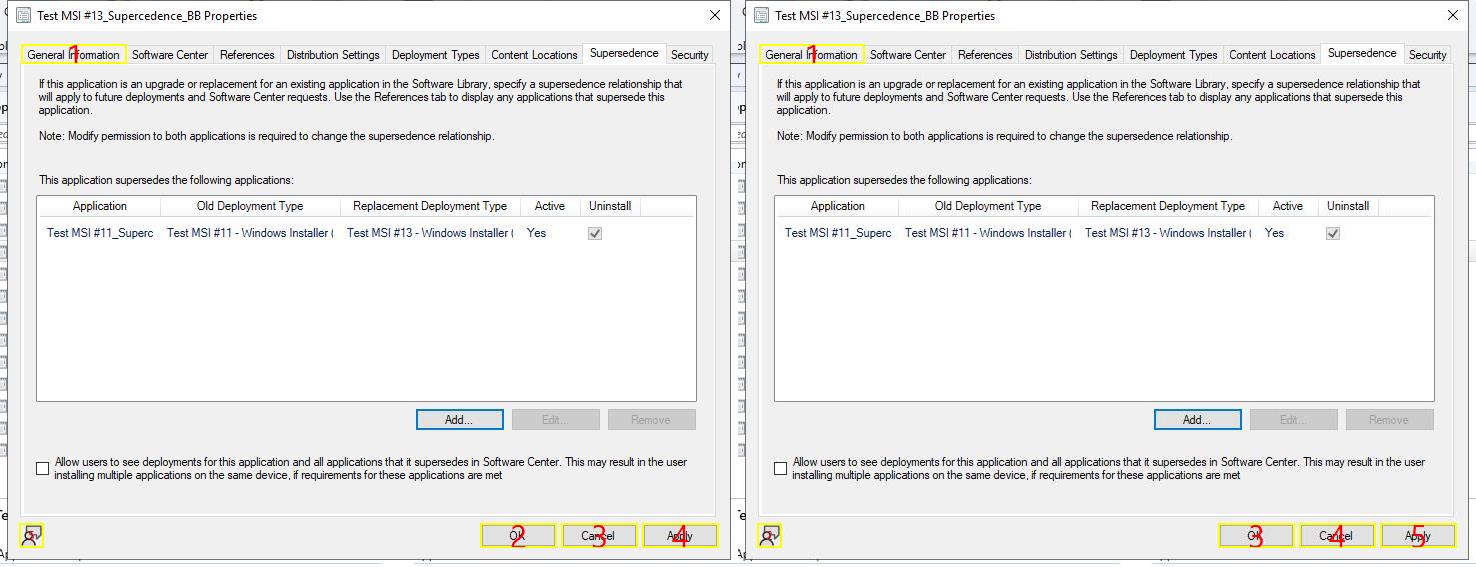 Test MSI #13_Supercedence_BB Properties
General Information Software Center References Distribution Settings Deployment Types Content Locations Supersedence Security
1
If this application is an upgrade or replacement for an existing application in the Software Library, specify a supersedence relationship that
will apply to future deployments and Software Center requests. Use the References tab to display any applications that supersede this
application.
Note: Modify permission to both applications is required to change the supersedence relationship.
This application supersedes the following applications:
Application Old Deployment Type Replacement Deployment Type Active Uninstall
Test MSI #11_Superc Test MSI #11 - Windows Installer ( Test MSI #13 - Windows Installer ( Yes
Add... Edit... Remove
Allow users to see deployments for this application and all applications that it supersedes in Software Center. This may result in the user
installing multiple applications on the same device, if requirements for these applications are met
OK Cancel Apply
2 3 4
Test MSI #13_Supercedence_BB Properties
General Information Software Center References Distribution Settings Deployment Types Content Locations Supersedence Security
1
If this application is an upgrade or replacement for an existing application in the Software Library, specify a supersedence relationship that
will apply to future deployments and Software Center requests. Use the References tab to display any applications that supersede this
application.
Note: Modify permission to both applications is required to change the supersedence relationship.
This application supersedes the following applications:
Application Old Deployment Type Replacement Deployment Type Active Uninstall
Test MSI #11_Superc Test MSI #11 - Windows Installer ( Test MSI #13 - Windows Installer ( Yes
Add... Edit... Remove
Allow users to see deployments for this application and all applications that it supersedes in Software Center. This may result in the user
installing multiple applications on the same device, if requirements for these applications are met
OK Cancel Apply
3 4 5